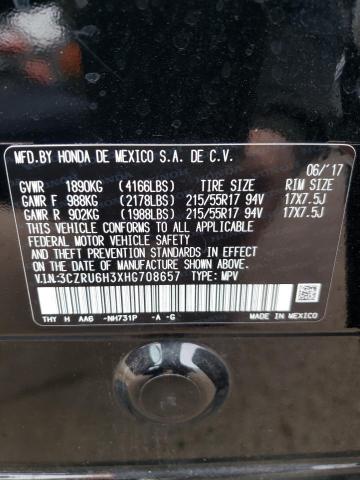 MFD.BY HONDA DE MEXICO S.A. DE C.V.
06/'17
GVWR 1890KG (4166LBS) TIRE SIZE RIM SIZE
GAWR F 988KG (2178LBS) 215/55R17 94V 17X7.5J
GAWR R 902KG (1988LBS) 215/55R17 94V 17X7.5J
THIS VEHICLE CONFORMS TO ALL APPLICABLE
FEDERAL MOTOR VEHICLE SAFETY
AND THEFT PREVENTION STANDARDS IN EFFECT
ON THE DATE OF MANUFACTURE SHOWN ABOVE.
V.I.N:3CZRU6H3XHG708657 TYPE: MPV
THY H AAG -NH731P -A -G MADE IN MEXICO